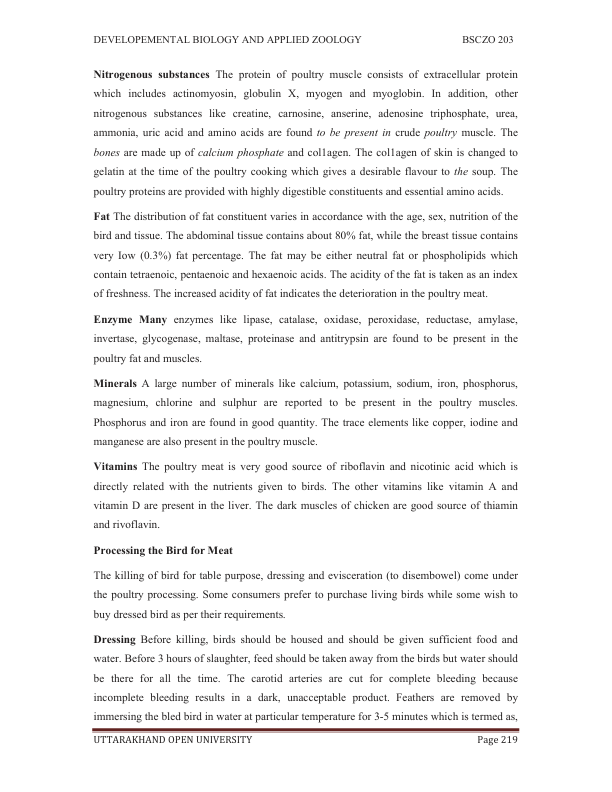 DEVELOPEMENTAL BIOLOGY AND APPLIED ZOOLOGY BSCZO 203
Nitrogenous substances The protein of poultry muscle consists of extracellular protein
which includes actinomyosin, globulin X, myogen and myoglobin. In addition, other
nitrogenous substances like creatine, carnosine, anserine, adenosine triphosphate, urea,
ammonia, uric acid and amino acids are found to be present in crude poultry muscle. The
bones are made up of calcium phosphate and col1agen. The col1agen of skin is changed to
gelatin at the time of the poultry cooking which gives a desirable flavour to the soup. The
poultry proteins are provided with highly digestible constituents and essential amino acids.
Fat The distribution of fat constituent varies in accordance with the age, sex, nutrition of the
bird and tissue. The abdominal tissue contains about 80% fat, while the breast tissue contains
very Iow (0.3%) fat percentage. The fat may be either neutral fat or phospholipids which
contain tetraenoic, pentaenoic and hexaenoic acids. The acidity of the fat is taken as an index
of freshness. The increased acidity of fat indicates the deterioration in the poultry meat.
Enzyme Many enzymes like lipase, catalase, oxidase, peroxidase, reductase, amylase,
invertase, glycogenase, maltase, proteinase and antitrypsin are found to be present in the
poultry fat and muscles.
Minerals A large number of minerals like calcium, potassium, sodium, iron, phosphorus,
magnesium, chlorine and sulphur are reported to be present in the poultry muscles.
Phosphorus and iron are found in good quantity. The trace elements like copper, iodine and
manganese are also present in the poultry muscle.
Vitamins The poultry meat is very good source of riboflavin and nicotinic acid which is
directly related with the nutrients given to birds. The other vitamins like vitamin A and
vitamin D are present in the liver. The dark muscles of chicken are good source of thiamin
and rivoflavin.
Processing the Bird for Meat
The killing of bird for table purpose, dressing and evisceration (to disembowel) come under
the poultry processing. Some consumers prefer to purchase living birds while some wish to
buy dressed bird as per their requirements.
Dressing Before killing, birds should be housed and should be given sufficient food and
water. Before 3 hours of slaughter, feed should be taken away from the birds but water should
be there for all the time. The carotid arteries are cut for complete bleeding because
incomplete bleeding results in a dark, unacceptable product. Feathers are removed by
immersing the bled bird in water at particular temperature for 3-5 minutes which is termed as,
UTTARAKHAND OPEN UNIVERSITY Page 219